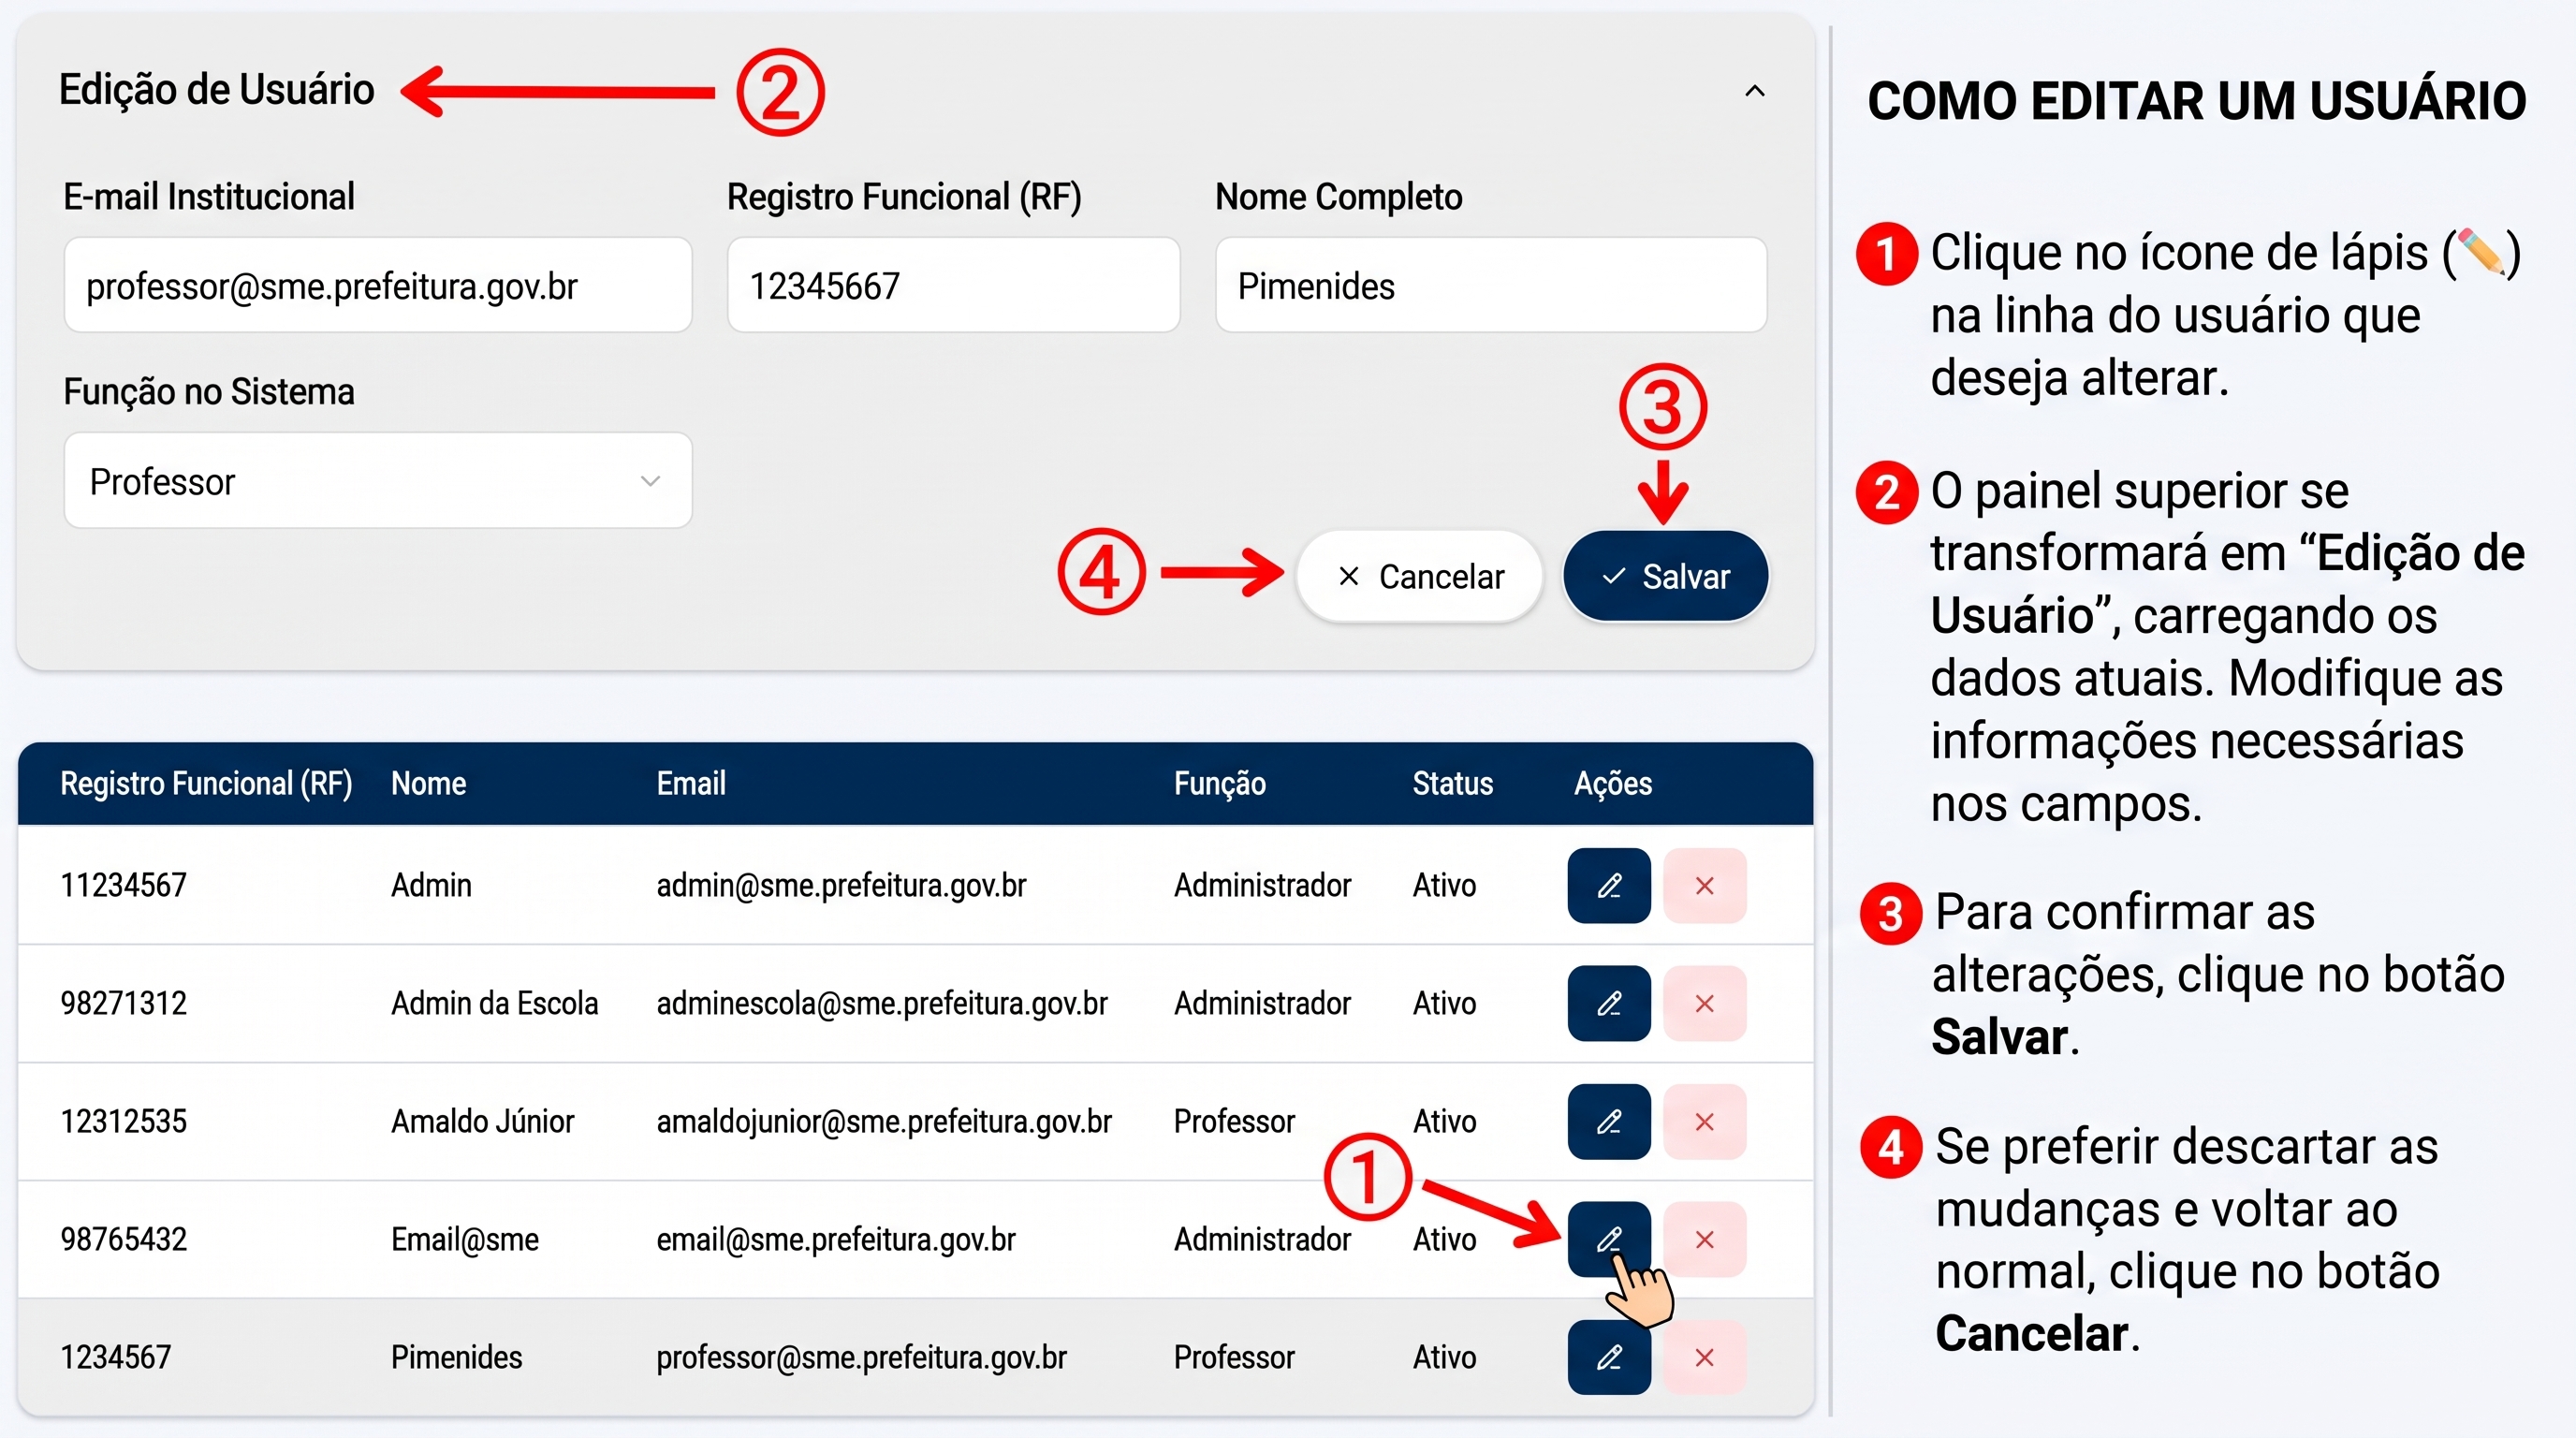 Edição de Usuário
2
E-mail Institucional
Registro Funcional (RF)
Nome Completo
professor@sme.prefeitura.gov.br
12345667
Pimenides
Função no Sistema
Professor
3
4
Cancelar
Salvar
Registro Funcional (RF) Nome Email Função Status Ações
11234567 Admin admin@sme.prefeitura.gov.br Administrador Ativo
98271312 Admin da Escola adminescola@sme.prefeitura.gov.br Administrador Ativo
12312535 Amaldo Júnior amaldojunior@sme.prefeitura.gov.br Professor Ativo
1
98765432 Email@sme email@sme.prefeitura.gov.br Administrador Ativo
1234567 Pimenides professor@sme.prefeitura.gov.br Professor Ativo
COMO EDITAR UM USUÁRIO
1 Clique no ícone de lápis (✏️)
na linha do usuário que
deseja alterar.
2 O painel superior se
transformará em “Edição de
Usuário”, carregando os
dados atuais. Modifique as
informações necessárias
nos campos.
3 Para confirmar as
alterações, clique no botão
Salvar.
4 Se preferir descartar as
mudanças e voltar ao
normal, clique no botão
Cancelar.